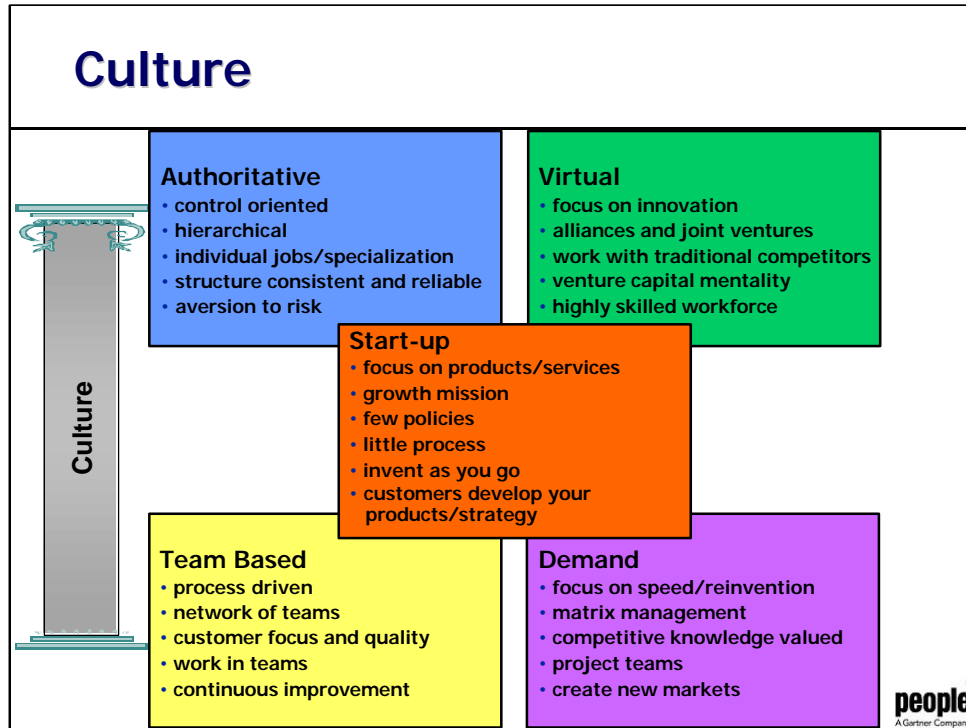 Culture
Culture
Authoritative
• control oriented
• hierarchical
• individual jobs/specialization
• structure consistent and reliable
• aversion to risk
Virtual
• focus on innovation
• alliances and joint ventures
• work with traditional competitors
• venture capital mentality
• highly skilled workforce
Start-up
• focus on products/services
• growth mission
• few policies
• little process
• invent as you go
• customers develop your
products/strategy
Team Based
• process driven
• network of teams
• customer focus and quality
• work in teams
• continuous improvement
Demand
• focus on speed/reinvention
• matrix management
• competitive knowledge valued
• project teams
• create new markets
people
A Gartner Compan